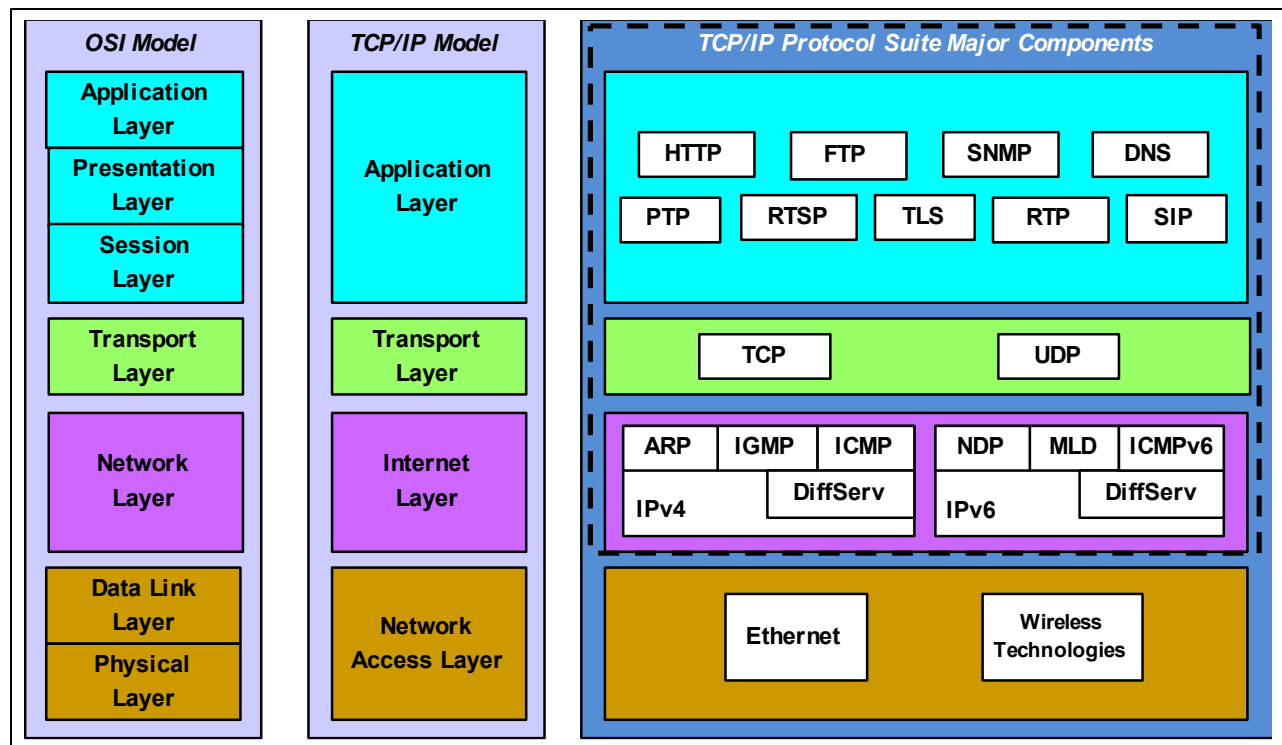 OSI Model
Application
Layer
Presentation
Layer
Session
Layer
Transport
Layer
Network
Layer
Data Link
Layer
Physical
Layer
TCP/IP Model
Application
Layer
Transport
Layer
Internet
Layer
Network
Access Layer
TCP/IP Protocol Suite Major Components
HTTP
FTP
SNMP
DNS
PTP
RTSP
TLS
RTP
SIP
TCP
UDP
ARP
IGMP
ICMP
DiffServ
IPv4
NDP
MLD
ICMPv6
DiffServ
IPv6
Ethernet
Wireless
Technologies